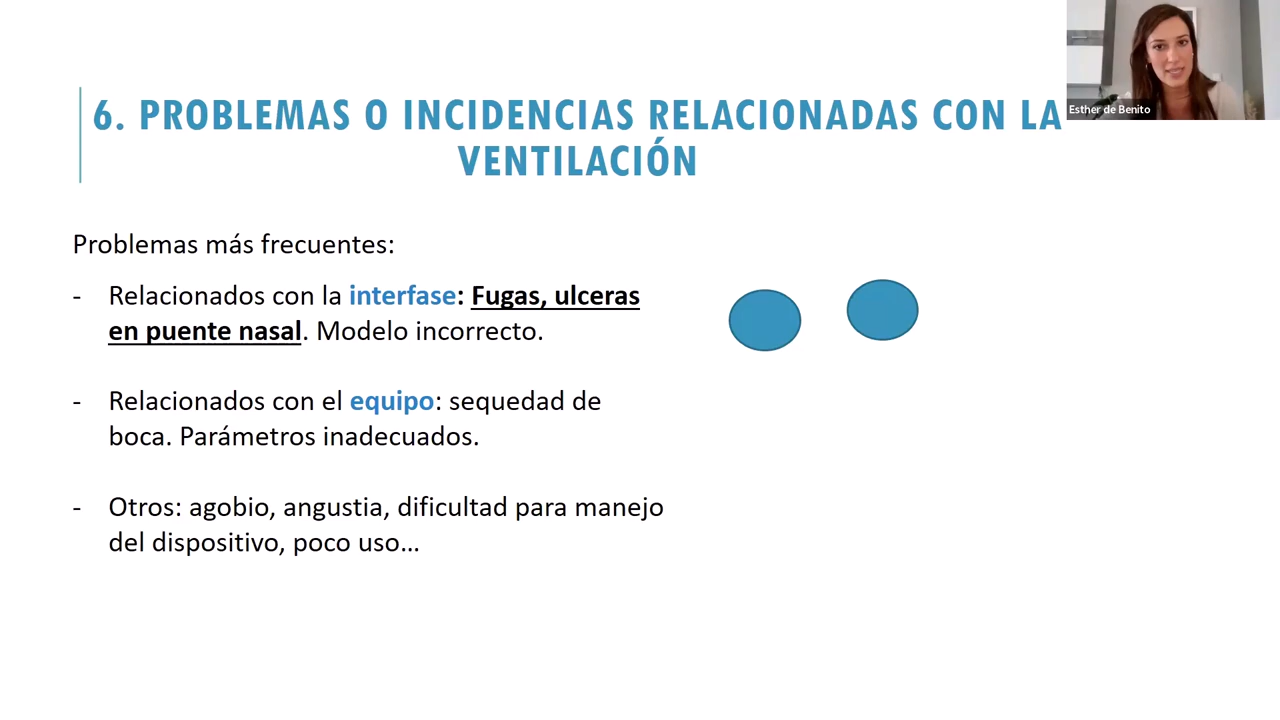 6. PROBLEMAS O INCIDENCIAS RELACIONADAS CON LA
VENTILACIÓN
Esther de Benito
Problemas más frecuentes:
- Relacionados con la interfase: Fugas, ulceras
en puente nasal. Modelo incorrecto.
- Relacionados con el equipo: sequedad de
boca. Parámetros inadecuados.
- Otros: agobio, angustia, dificultad para manejo
del dispositivo, poco uso…